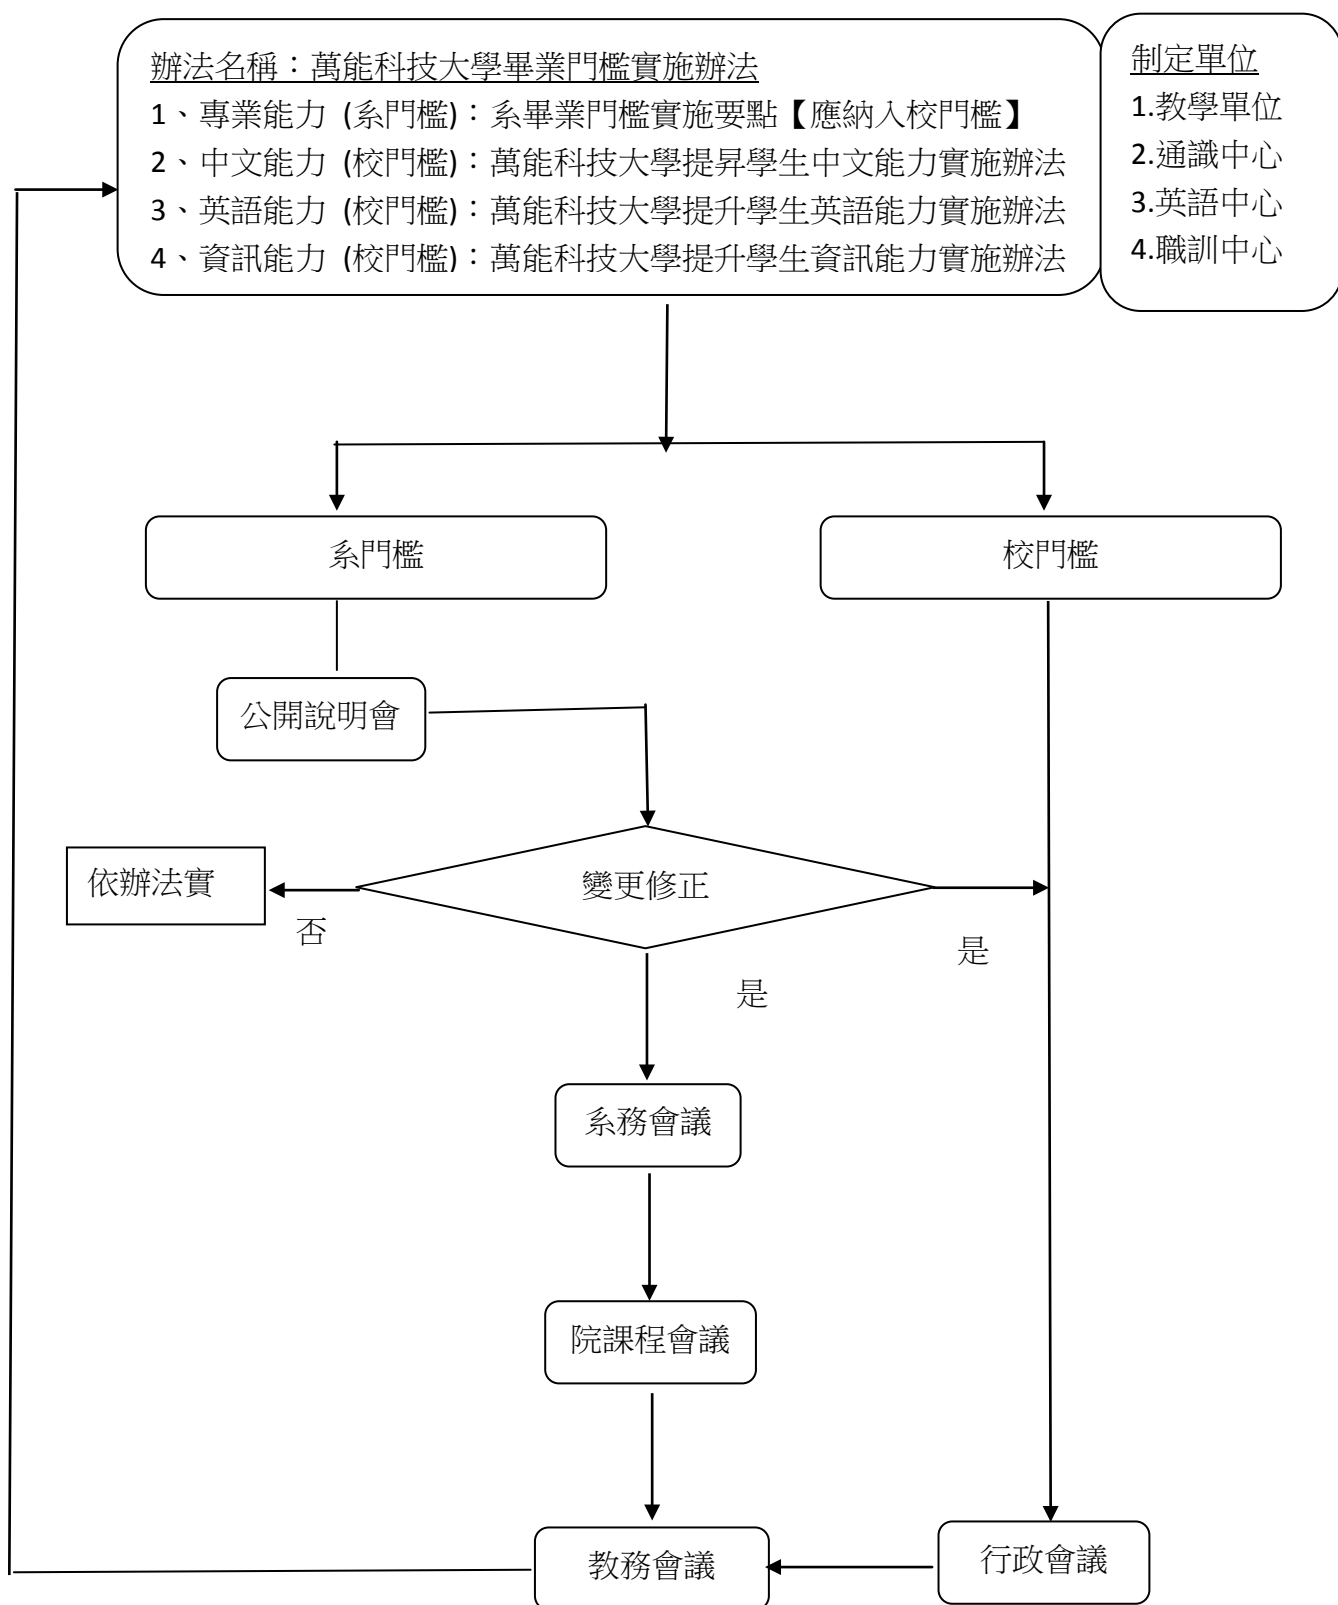 辦法名稱：萬能科技大學畢業門檻實施辦法
1、專業能力 (系門檻)：系畢業門檻實施要點【應納入校門檻】
2、中文能力 (校門檻)：萬能科技大學提昇學生中文能力實施辦法
3、英語能力 (校門檻)：萬能科技大學提升學生英語能力實施辦法
4、資訊能力 (校門檻)：萬能科技大學提升學生資訊能力實施辦法
制定單位
1.教學單位
2.通識中心
3.英語中心
4.職訓中心
系門檻
校門檻
公開說明會
變更修正
依辦法實
否
是
是
系務會議
院課程會議
教務會議
行政會議